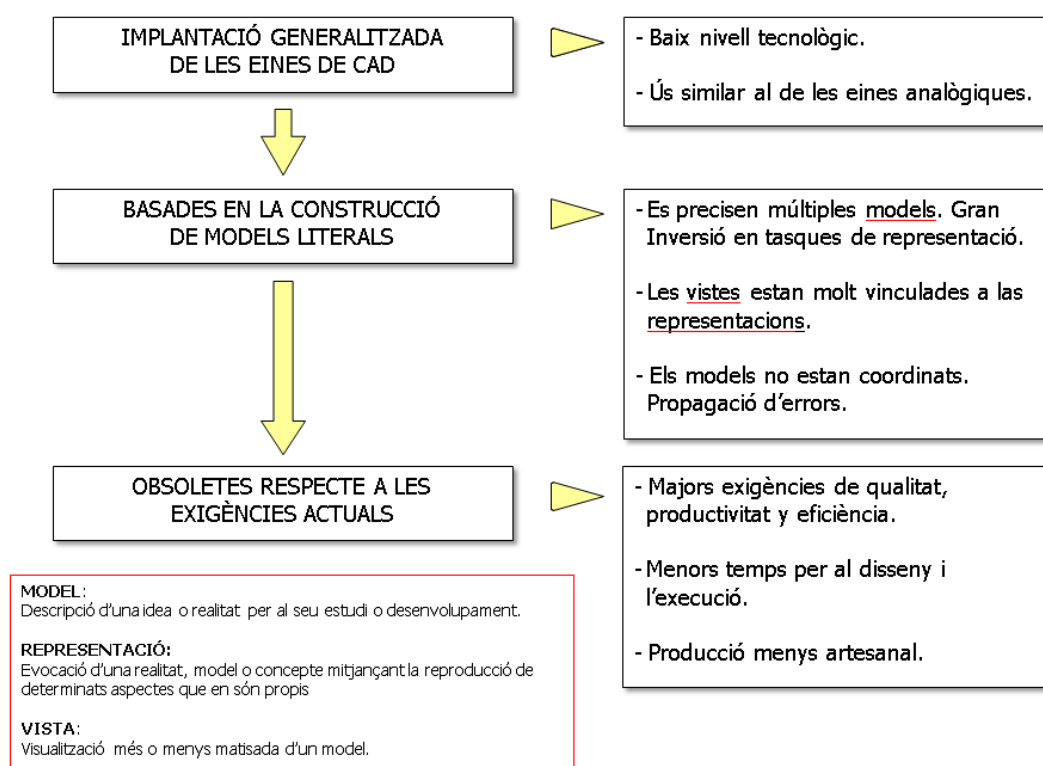 IMPLANTACIÓ GENERALITZADA
DE LES EINES DE CAD
- Baix nivell tecnològic.
- Ús similar al de les eines analògiques.
BASADES EN LA CONSTRUCCIÓ
DE MODELS LITERALS
- Es precisen múltiples models. Gran
Inversió en tasques de representació.
- Les vistes estan molt vinculades a las
representacions.
- Els models no estan coordinats.
Propagació d'errors.
OBSOLETES RESPECTE A LES
EXIGÈNCIES ACTUALS
- Majors exigències de qualitat,
productivitat y eficiència.
- Menors temps per al disseny i
l'execució.
- Producció menys artesanal.
MODEL:
Descripció d'una idea o realitat per al seu estudi o desenvolupament.
REPRESENTACIÓ:
Evocació d'una realitat, model o concepte mitjançant la reproducció de
determinats aspectes que en són propis
VISTA:
Visualització més o menys matisada d'un model.